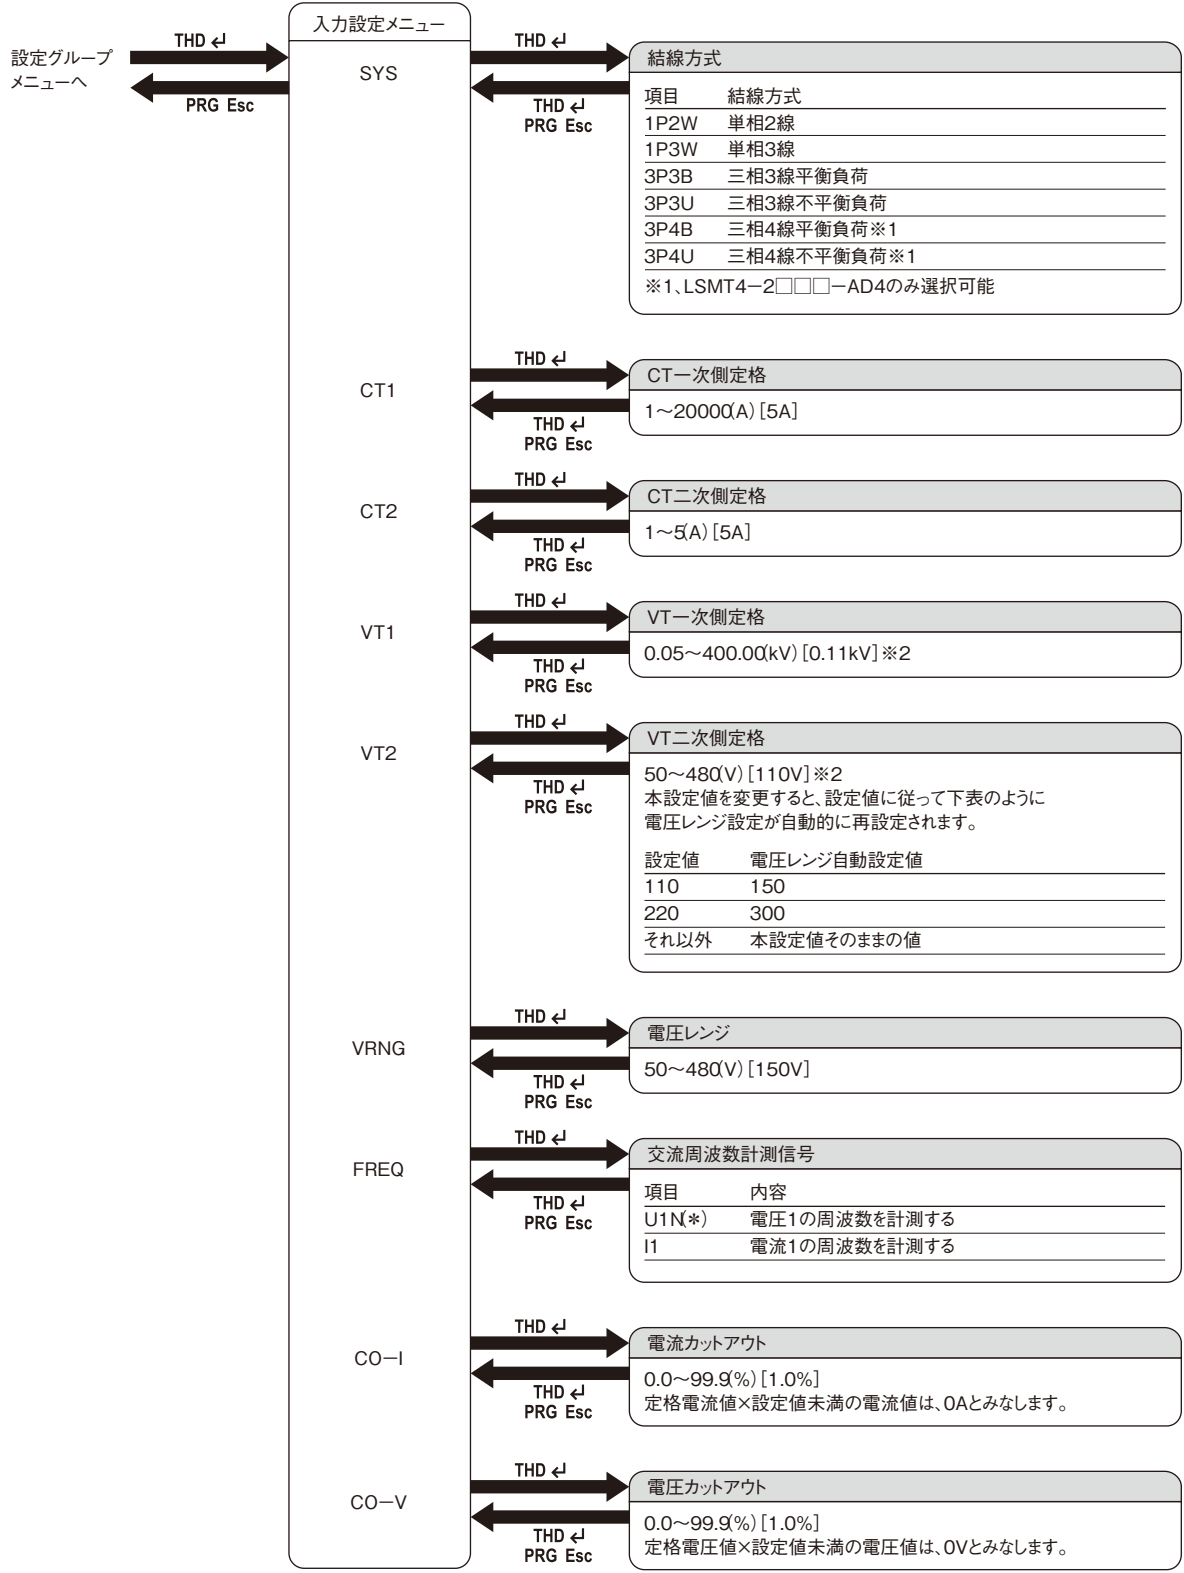 入力設定メニュー
設定グループ
メニューへ
THD ↵
PRG Esc
SYS
THD ↵
THD ↵
PRG Esc
結線方式
項目 結線方式
1P2W 単相2線
1P3W 単相3線
3P3B 三相3線平衡負荷
3P3U 三相3線不平衡負荷
3P4B 三相4線平衡負荷※1
3P4U 三相4線不平衡負荷※1
※1、LSMT4−2□□□−AD4のみ選択可能
CT1
THD ↵
THD ↵
PRG Esc
CT一次側定格
1〜20000(A)[5A]
CT2
THD ↵
THD ↵
PRG Esc
CT二次側定格
1〜5(A)[5A]
VT1
THD ↵
THD ↵
PRG Esc
VT一次側定格
0.05〜400.00(kV)[0.11kV]※2
VT2
THD ↵
THD ↵
PRG Esc
VT二次側定格
50〜480(V)[110V]※2
本設定値を変更すると、設定値に従って下表のように
電圧レンジ設定が自動的に再設定されます。
設定値 電圧レンジ自動設定値
110 150
220 300
それ以外 本設定値そのままの値
VRNG
THD ↵
THD ↵
PRG Esc
電圧レンジ
50〜480(V)[150V]
FREQ
THD ↵
THD ↵
PRG Esc
交流周波数計測信号
項目 内容
U1N(＊) 電圧1の周波数を計測する
I1 電流1の周波数を計測する
CO−I
THD ↵
THD ↵
PRG Esc
電流カットアウト
0.0〜99.9(%)[1.0%]
定格電流値×設定値未満の電流値は、0Aとみなします。
CO−V
THD ↵
THD ↵
PRG Esc
電圧カットアウト
0.0〜99.9(%)[1.0%]
定格電圧値×設定値未満の電圧値は、0Vとみなします。